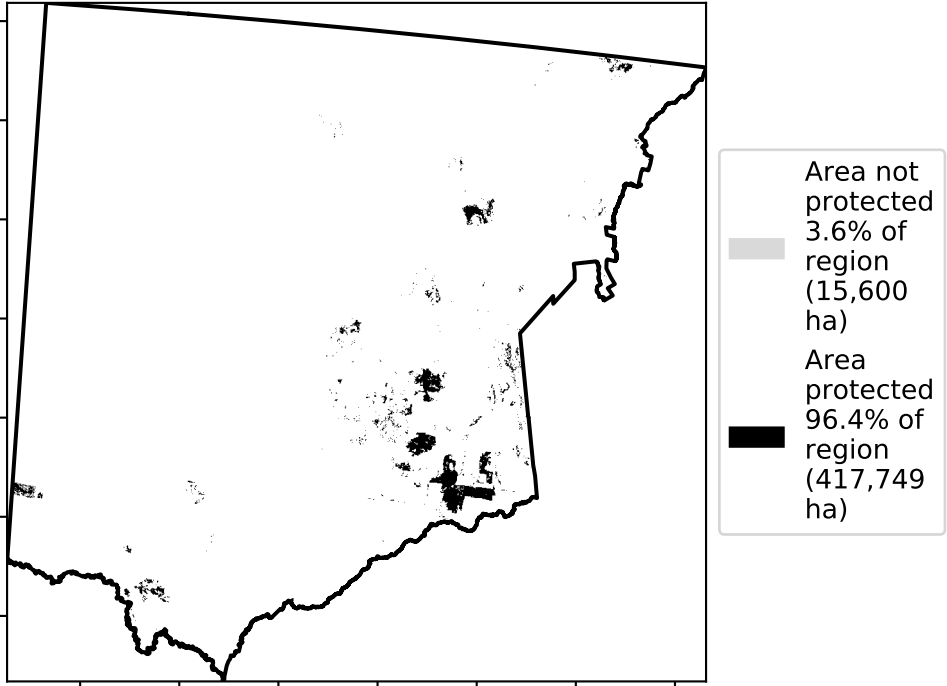 Area not
protected
3.6% of
region
(15,600
ha)
Area
protected
96.4% of
region
(417,749
ha)